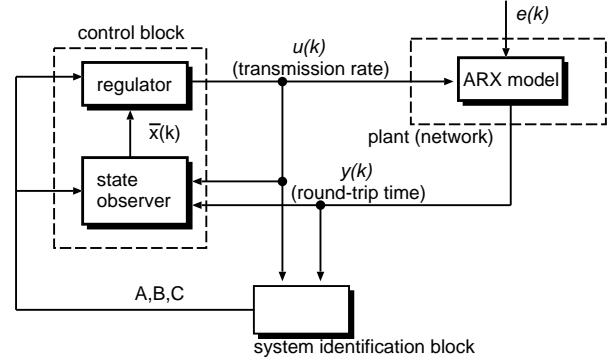 control block
e(k)
u(k)
(transmission rate)
regulator
ARX model
x̅(k)
plant (network)
state
observer
y(k)
(round-trip time)
A,B,C
system identification block